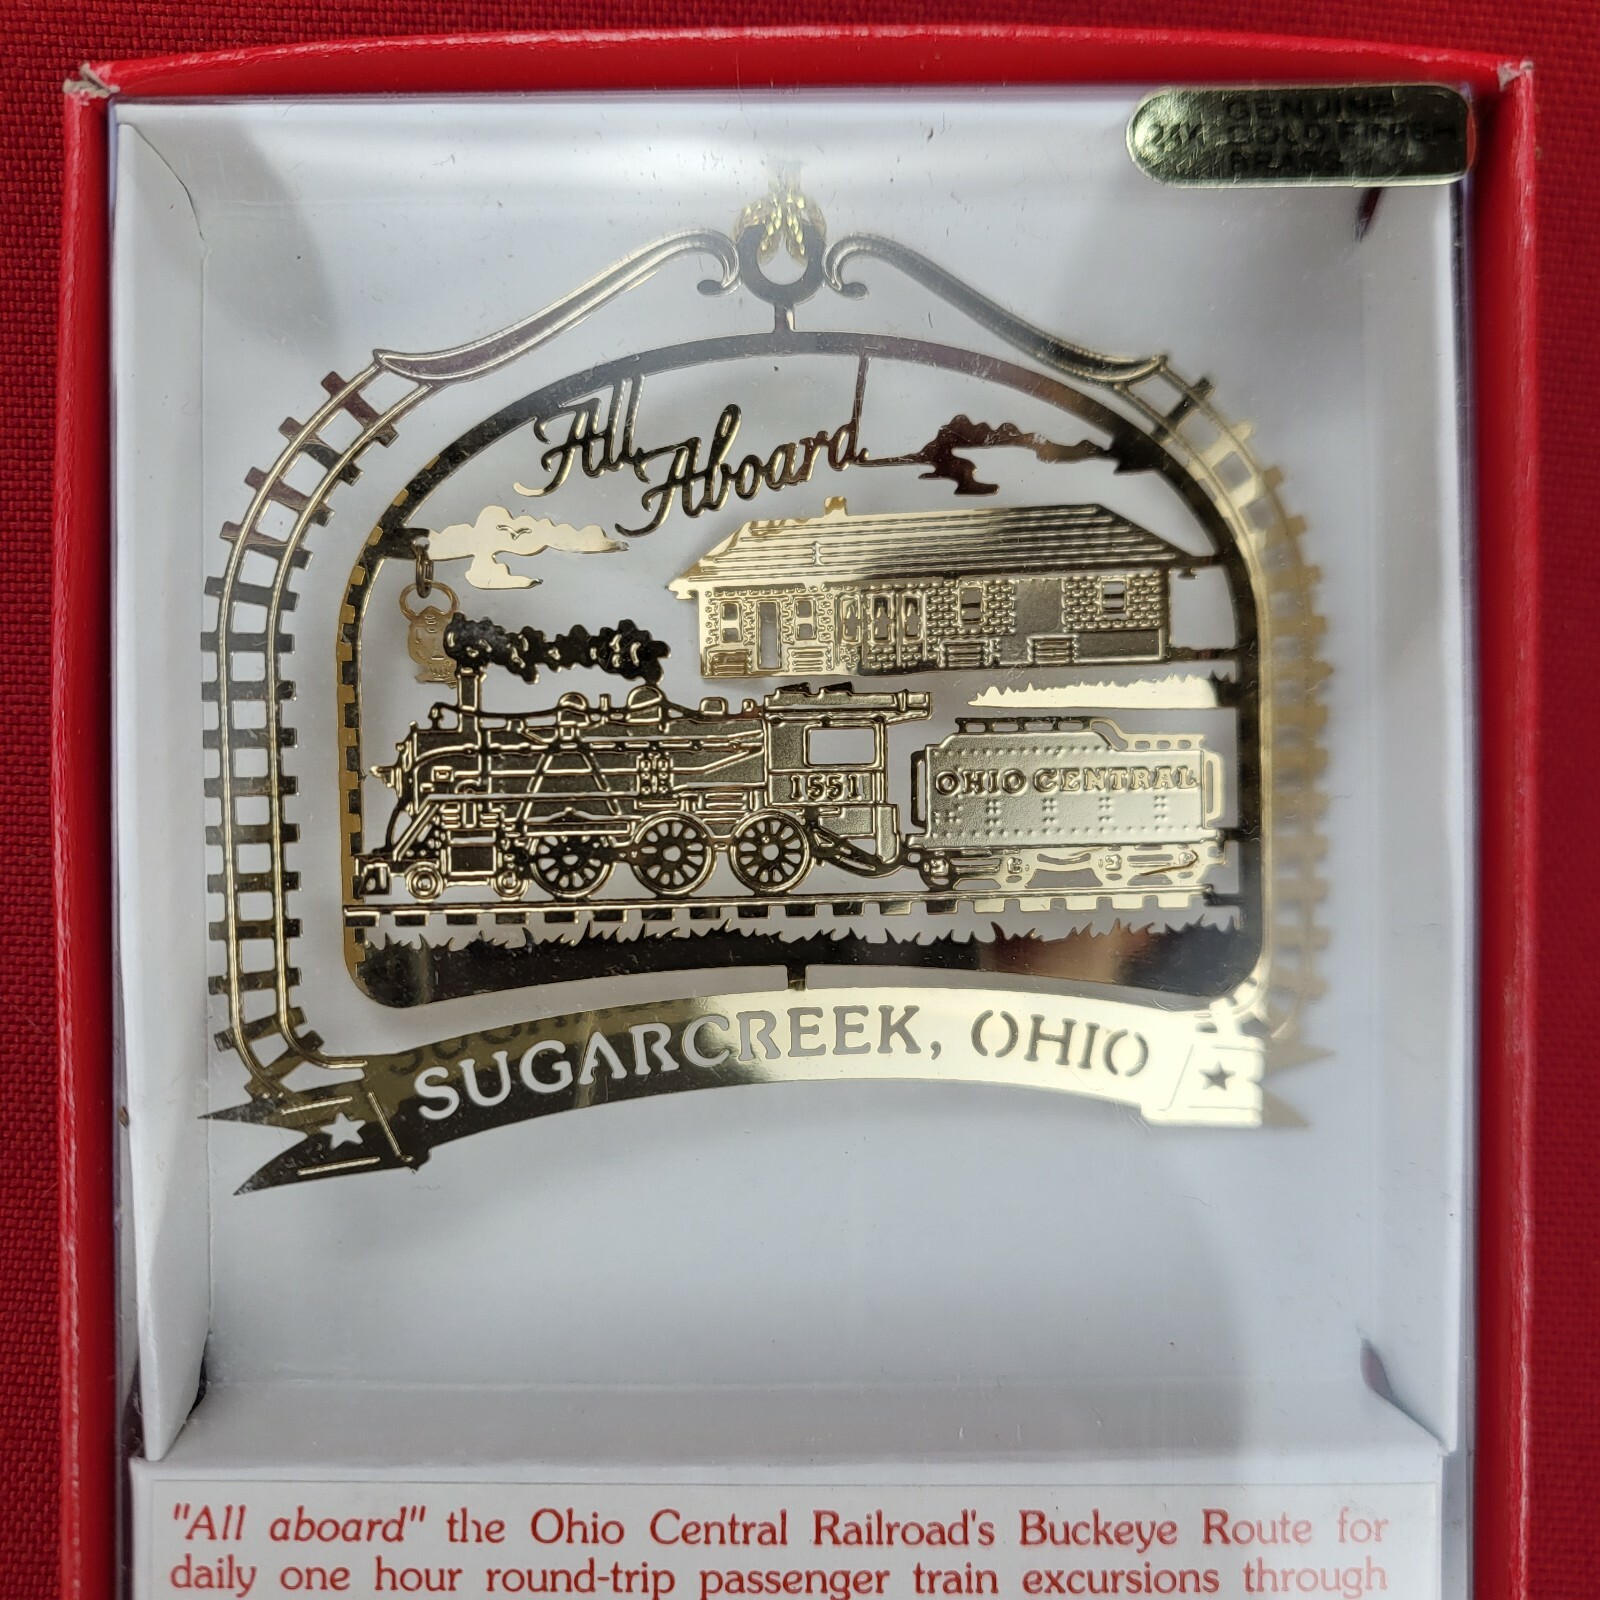 GENUINE
24K GOLD FINISH
BRASS
All
Aboard
1551
OHIO CENTRAL
SUGARCREEK, OHIO
"All aboard" the Ohio Central Railroad's Buckeye Route for
daily one hour round-trip passenger train excursions through